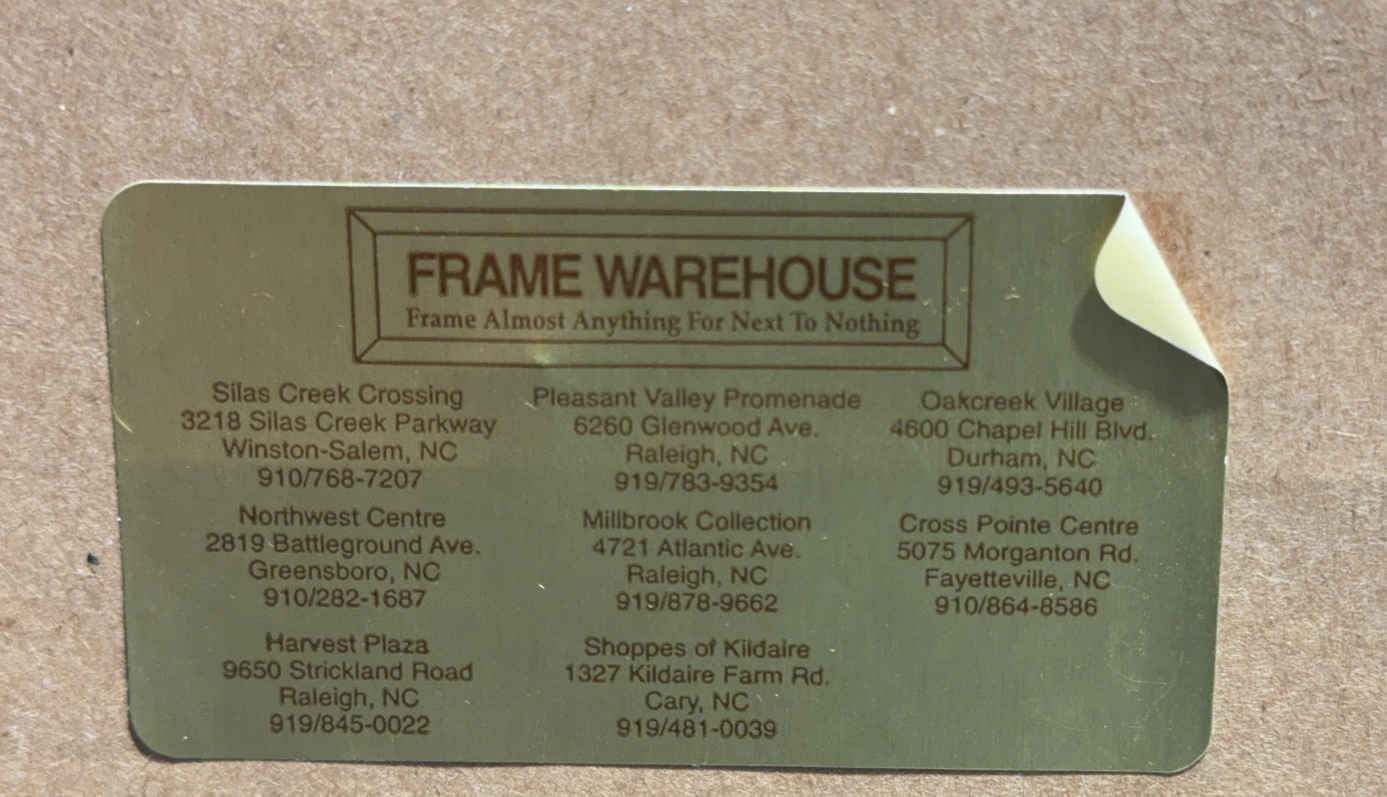 FRAME WAREHOUSE
Frame Almost Anything For Next To Nothing
Silas Creek Crossing
3218 Silas Creek Parkway
Winston-Salem, NC
910/768-7207
Pleasant Valley Promenade
6260 Glenwood Ave.
Raleigh, NC
919/783-9354
Oakcreek Village
4600 Chapel Hill Blvd.
Durham, NC
919/493-5640
Northwest Centre
2819 Battleground Ave.
Greensboro, NC
910/282-1687
Millbrook Collection
4721 Atlantic Ave.
Raleigh, NC
919/878-9662
Cross Pointe Centre
5075 Morganton Rd.
Fayetteville, NC
910/864-8586
Harvest Plaza
9650 Strickland Road
Raleigh, NC
919/845-0022
Shoppes of Kildaire
1327 Kildaire Farm Rd.
Cary, NC
919/481-0039